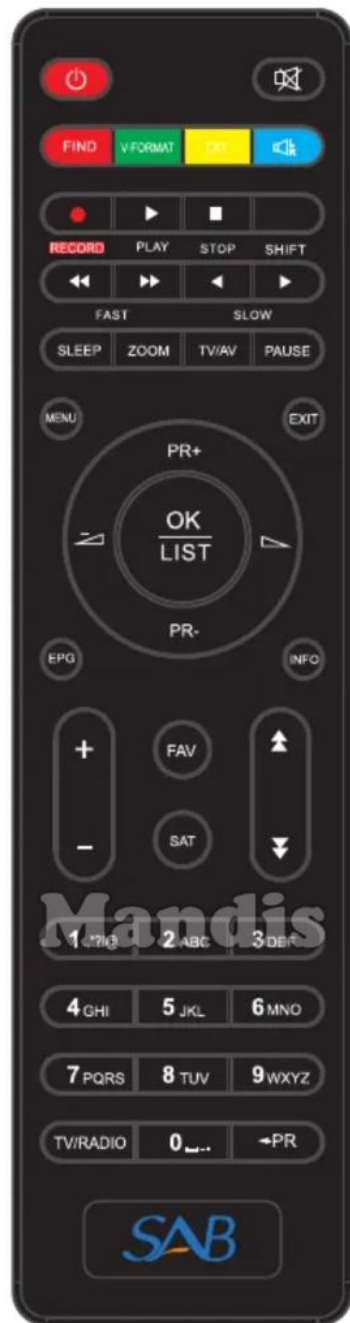 FIND V-FORMAT TXT
RECORD PLAY STOP SHIFT
FAST SLOW
SLEEP ZOOM TV/AV PAUSE
MENU EXIT
PR+
OK
LIST
PR-
EPG INFO
+ FAV
- SAT
Mandis
1 2 ABC 3 DEF
4 GHI 5 JKL 6 MNO
7 PQRS 8 TUV 9 WXYZ
TV/RADIO 0 PR
SAB